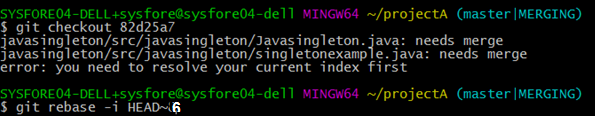 SYSFORE04-DELL+sysfore@sysfore04-dell MINGW64 ~/projectA (master|MERGING)
$ git checkout 82d25a7
javasingleton/src/javasingleton/Javasingleton.java: needs merge
javasingleton/src/javasingleton/singletonexample.java: needs merge
error: you need to resolve your current index first
SYSFORE04-DELL+sysfore@sysfore04-dell MINGW64 ~/projectA (master|MERGING)
$ git rebase -i HEAD~6